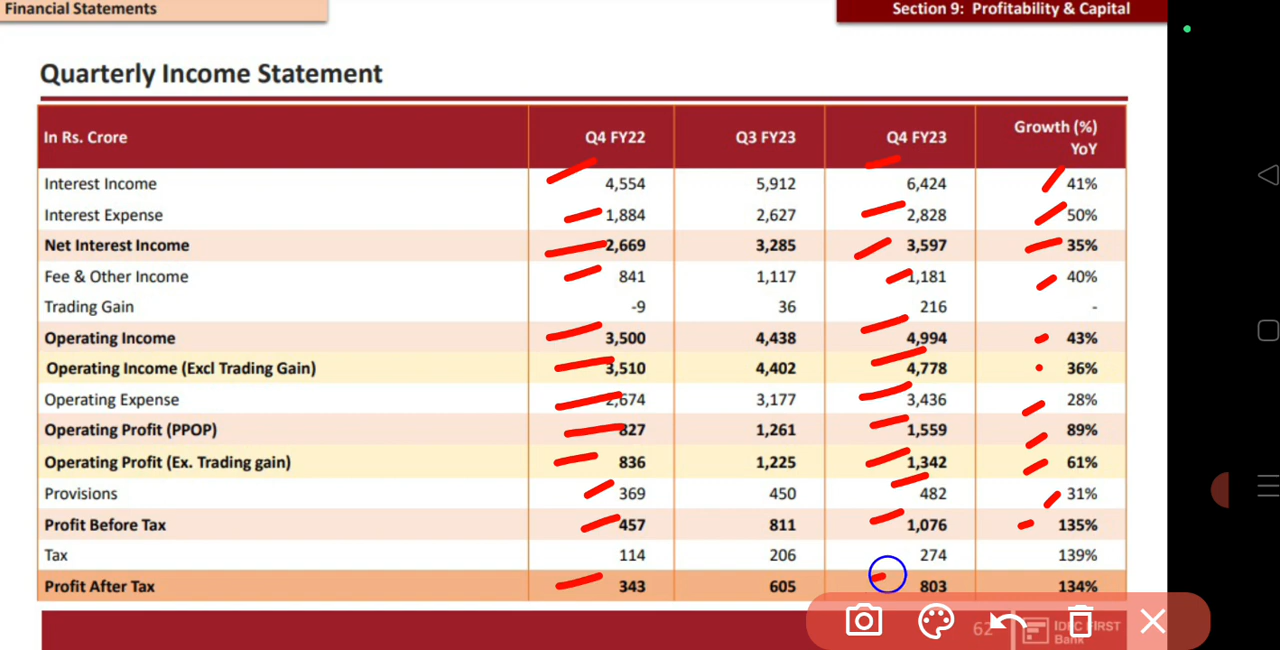 Financial Statements
Section 9: Profitability & Capital
Quarterly Income Statement
In Rs. Crore Q4 FY22 Q3 FY23 Q4 FY23 Growth (%) YoY
Interest Income 4,554 5,912 6,424 41%
Interest Expense 1,884 2,627 2,828 50%
Net Interest Income 2,669 3,285 3,597 35%
Fee & Other Income 841 1,117 1,181 40%
Trading Gain -9 36 216 -
Operating Income 3,500 4,438 4,994 43%
Operating Income (Excl Trading Gain) 3,510 4,402 4,778 36%
Operating Expense 2,674 3,177 3,436 28%
Operating Profit (PPOP) 827 1,261 1,559 89%
Operating Profit (Ex. Trading gain) 836 1,225 1,342 61%
Provisions 369 450 482 31%
Profit Before Tax 457 811 1,076 135%
Tax 114 206 274 139%
Profit After Tax 343 605 803 134%
62
IDFC FIRST
Bank